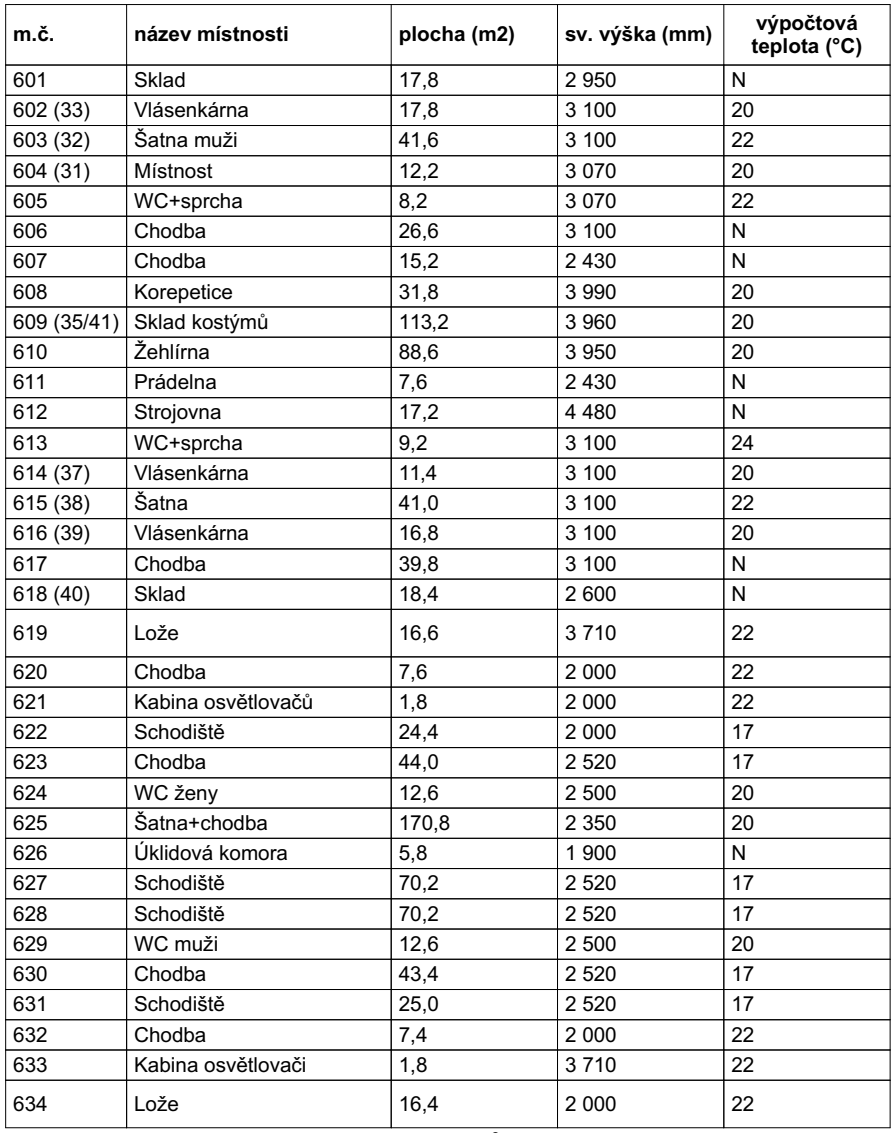 m.č. název místnosti plocha (m2) sv. výška (mm) výpočtová teplota (°C)
601 Sklad 17,8 2 950 N
602 (33) Vlásenkárna 17,8 3 100 20
603 (32) Šatna muži 41,6 3 100 22
604 (31) Místnost 12,2 3 070 20
605 WC+sprcha 8,2 3 070 22
606 Chodba 26,6 3 100 N
607 Chodba 15,2 2 430 N
608 Korepetice 31,8 3 990 20
609 (35/41) Sklad kostýmů 113,2 3 960 20
610 Žehlírna 88,6 3 950 20
611 Prádelna 7,6 2 430 N
612 Strojovna 17,2 4 480 N
613 WC+sprcha 9,2 3 100 24
614 (37) Vlásenkárna 11,4 3 100 20
615 (38) Šatna 41,0 3 100 22
616 (39) Vlásenkárna 16,8 3 100 20
617 Chodba 39,8 3 100 N
618 (40) Sklad 18,4 2 600 N
619 Lože 16,6 3 710 22
620 Chodba 7,6 2 000 22
621 Kabina osvětlovačů 1,8 2 000 22
622 Schodiště 24,4 2 000 17
623 Chodba 44,0 2 520 17
624 WC ženy 12,6 2 500 20
625 Šatna+chodba 170,8 2 350 20
626 Úklidová komora 5,8 1 900 N
627 Schodiště 70,2 2 520 17
628 Schodiště 70,2 2 520 17
629 WC muži 12,6 2 500 20
630 Chodba 43,4 2 520 17
631 Schodiště 25,0 2 520 17
632 Chodba 7,4 2 000 22
633 Kabina osvětlovači 1,8 3 710 22
634 Lože 16,4 2 000 22